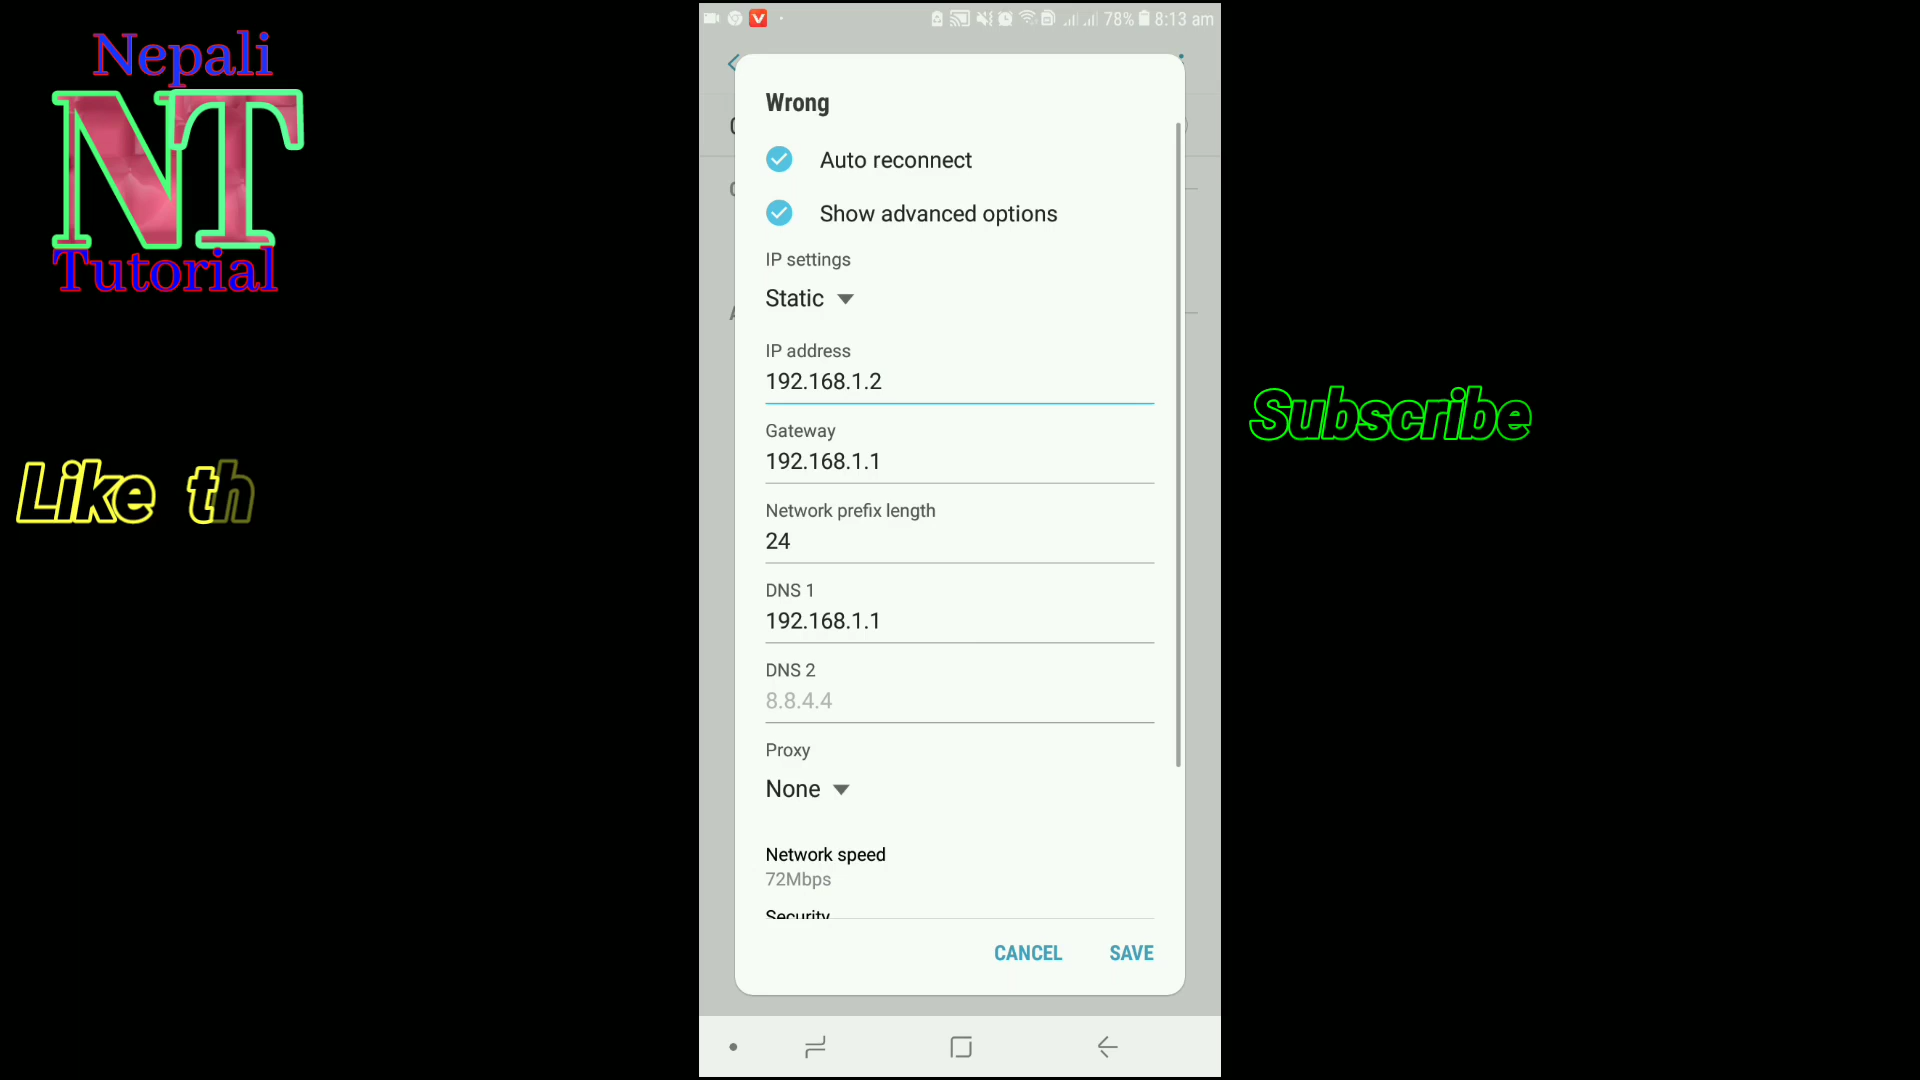 Nepali
NT
Tutorial
Like th
78% 8:13 am
Wrong
Auto reconnect
Show advanced options
IP settings
Static
IP address
192.168.1.2
Gateway
192.168.1.1
Network prefix length
24
DNS 1
192.168.1.1
DNS 2
8.8.4.4
Proxy
None
Network speed
72Mbps
Security
CANCEL SAVE
Subscribe